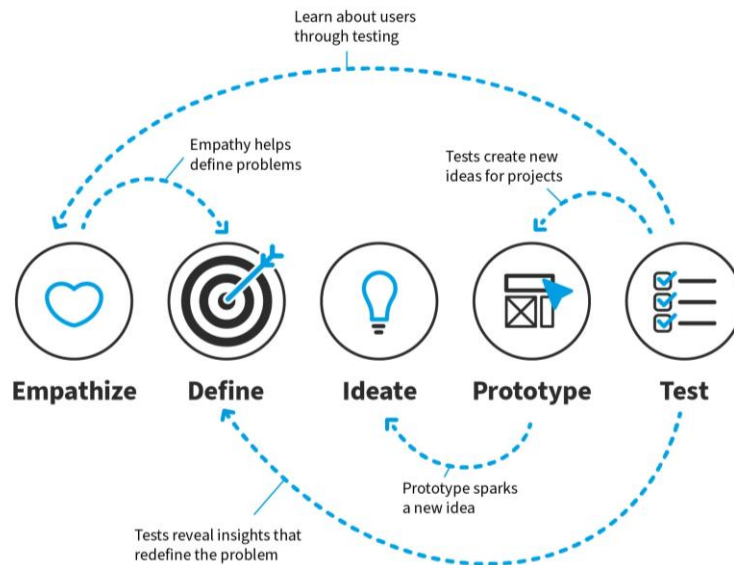 Learn about users
through testing
Empathy helps
define problems
Tests create new
ideas for projects
Empathize
Define
Ideate
Prototype
Test
Prototype sparks
a new idea
Tests reveal insights that
redefine the problem